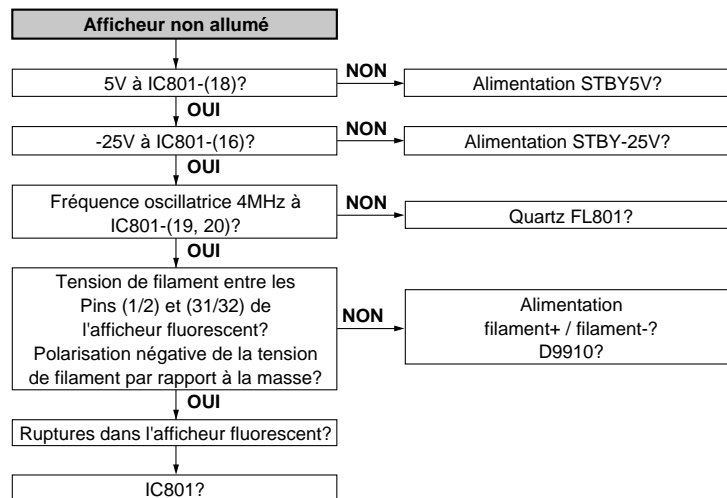 Afficheur non allumé
5V à IC801-(18)?
NON
Alimentation STBY5V?
OUI
-25V à IC801-(16)?
NON
Alimentation STBY-25V?
OUI
Fréquence oscillatrice 4MHz à
IC801-(19, 20)?
NON
Quartz FL801?
OUI
Tension de filament entre les
Pins (1/2) et (31/32) de
l'afficheur fluorescent?
Polarisation négative de la tension
de filament par rapport à la masse?
NON
Alimentation
filament+ / filament-?
D9910?
OUI
Ruptures dans l'afficheur fluorescent?
IC801?